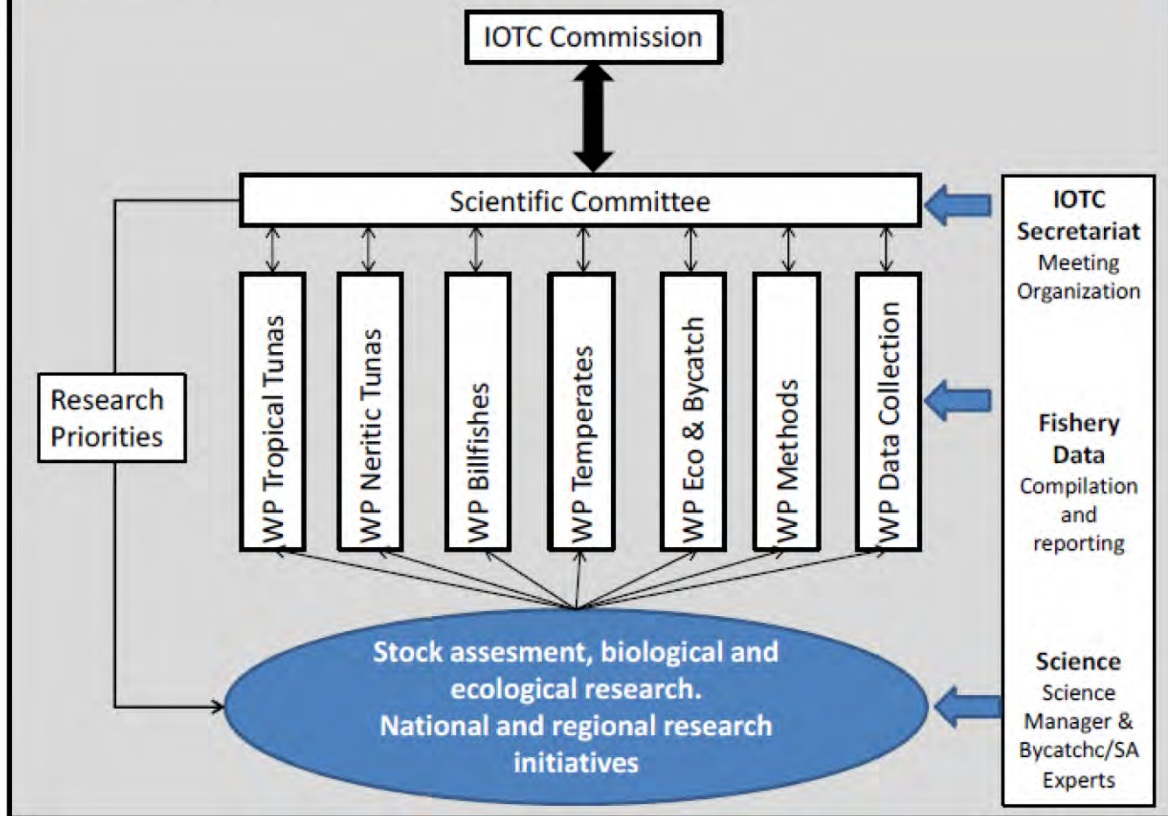 IOTC Commission
Scientific Committee
Research
Priorities
WP Tropical Tunas
WP Neritic Tunas
WP Billfishes
WP Temperates
WP Eco & Bycatch
WP Methods
WP Data Collection
Stock assesment, biological and
ecological research.
National and regional research
initiatives
IOTC
Secretariat
Meeting
Organization
Fishery
Data
Compilation
and
reporting
Science
Science
Manager &
Bycatchc/SA
Experts